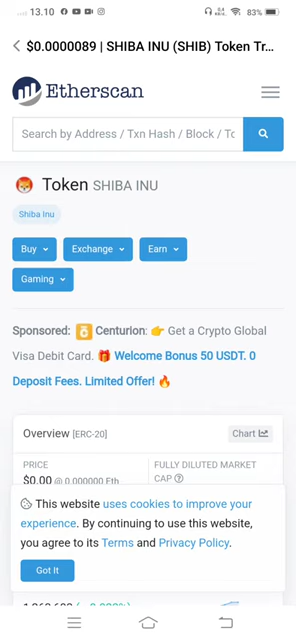 13.10
83%
$0.0000089 | SHIBA INU (SHIB) Token Tr...
Etherscan
Search by Address / Txn Hash / Block / To
Token SHIBA INU
Shiba Inu
Buy Exchange Earn
Gaming
Sponsored: Centurion: 👉 Get a Crypto Global
Visa Debit Card. 🎁 Welcome Bonus 50 USDT. 0
Deposit Fees. Limited Offer! 🔥
Overview [ERC-20]
Chart
PRICE
$0.00 @ 0.000000 Eth
FULLY DILUTED MARKET
CAP
This website uses cookies to improve your
experience. By continuing to use this website,
you agree to its Terms and Privacy Policy.
Got It